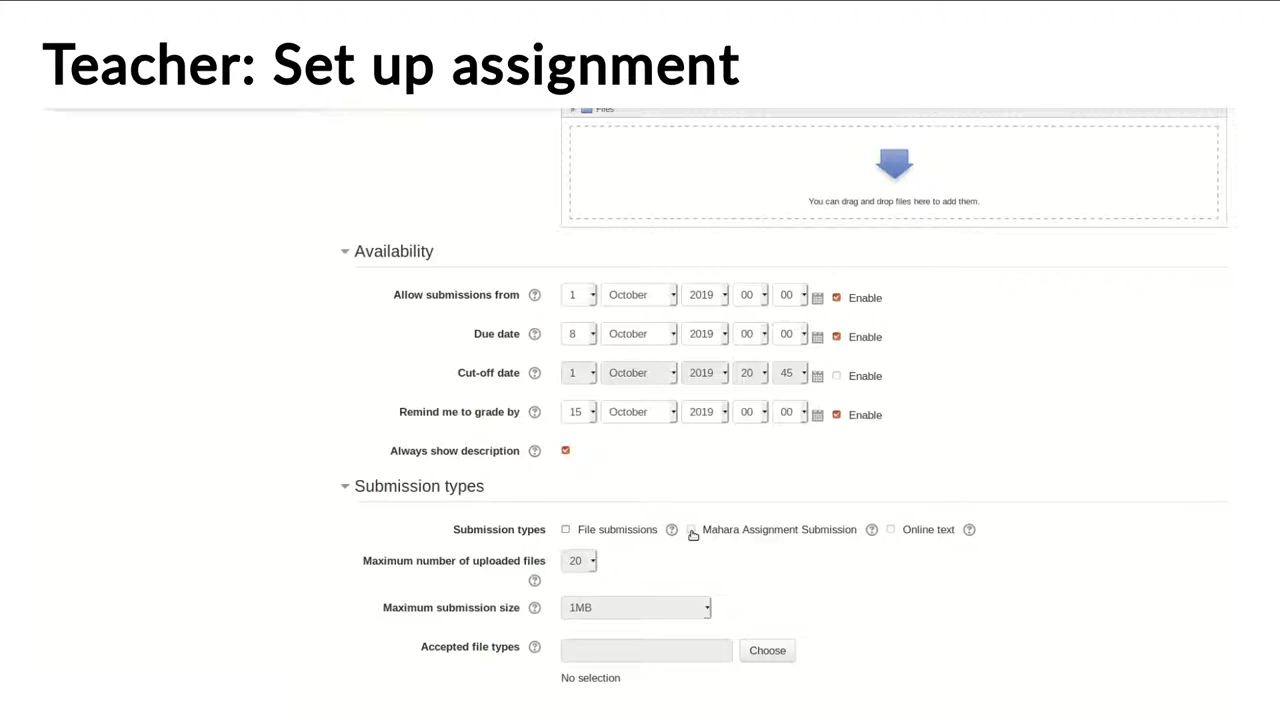 Teacher: Set up assignment
Files
You can drag and drop files here to add them.
Availability
Allow submissions from ? 1 October 2019 00 00 Enable
Due date ? 8 October 2019 00 00 Enable
Cut-off date ? 1 October 2019 20 45 Enable
Remind me to grade by ? 15 October 2019 00 00 Enable
Always show description ?
Submission types
Submission types File submissions ? Mahara Assignment Submission ? Online text ?
Maximum number of uploaded files 20
?
Maximum submission size ? 1MB
Accepted file types ? Choose
No selection